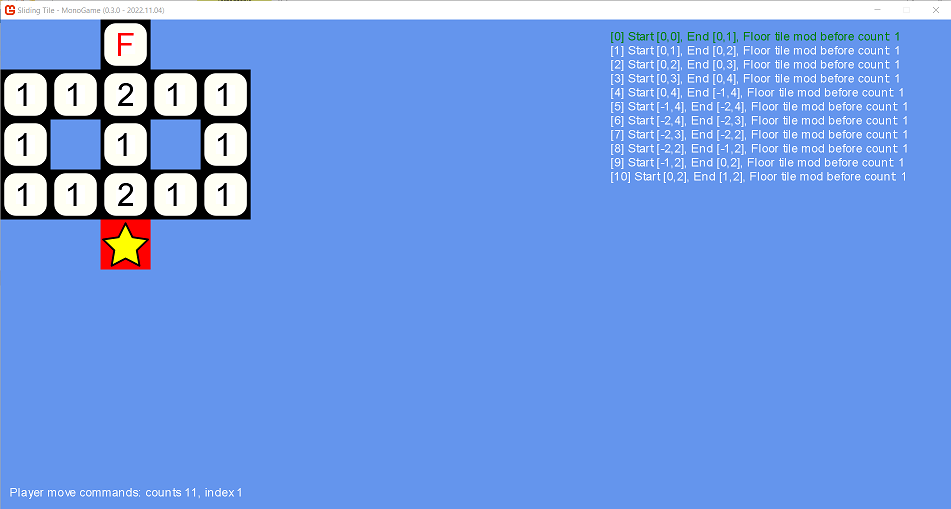 Sliding Tile - MonoGame (0.3.0 - 2022.11.04)
F
1 1 2 1 1
1 1 1
1 1 2 1 1
[0] Start [0,0], End [0,1], Floor tile mod before count: 1
[1] Start [0,1], End [0,2], Floor tile mod before count: 1
[2] Start [0,2], End [0,3], Floor tile mod before count: 1
[3] Start [0,3], End [0,4], Floor tile mod before count: 1
[4] Start [0,4], End [-1,4], Floor tile mod before count: 1
[5] Start [-1,4], End [-2,4], Floor tile mod before count: 1
[6] Start [-2,4], End [-2,3], Floor tile mod before count: 1
[7] Start [-2,3], End [-2,2], Floor tile mod before count: 1
[8] Start [-2,2], End [-1,2], Floor tile mod before count: 1
[9] Start [-1,2], End [0,2], Floor tile mod before count: 1
[10] Start [0,2], End [1,2], Floor tile mod before count: 1
Player move commands: counts 11, index 1